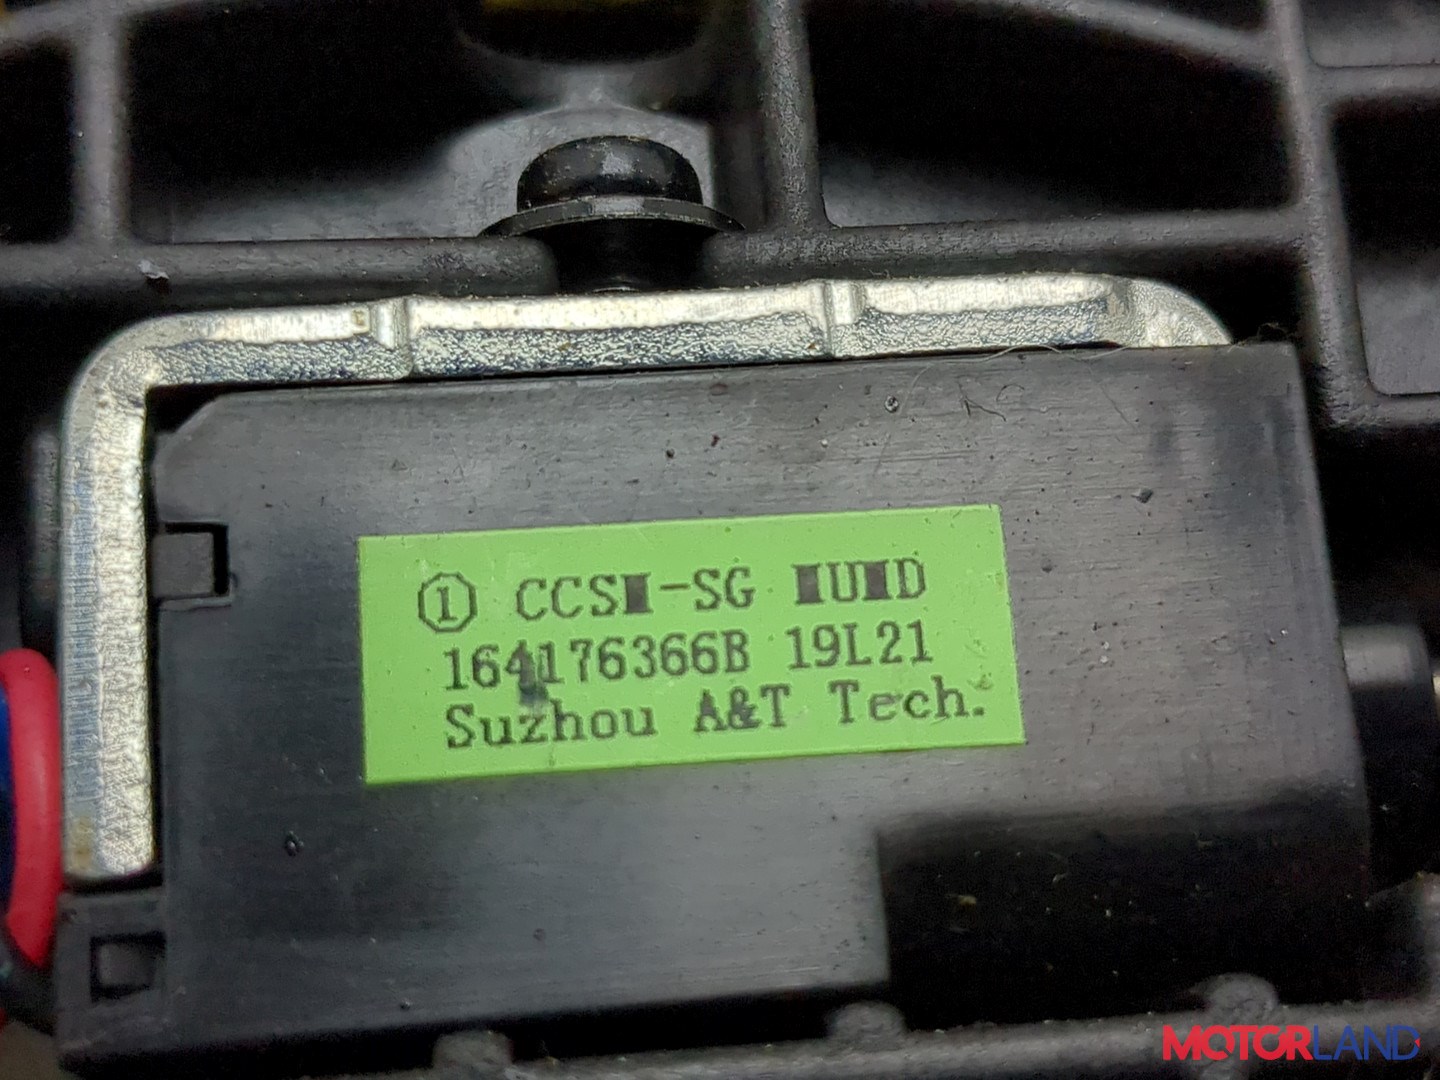 ① CCS■-SG ■U■D
164176366B 19L21
Suzhou A&T Tech.
MOTORLAND